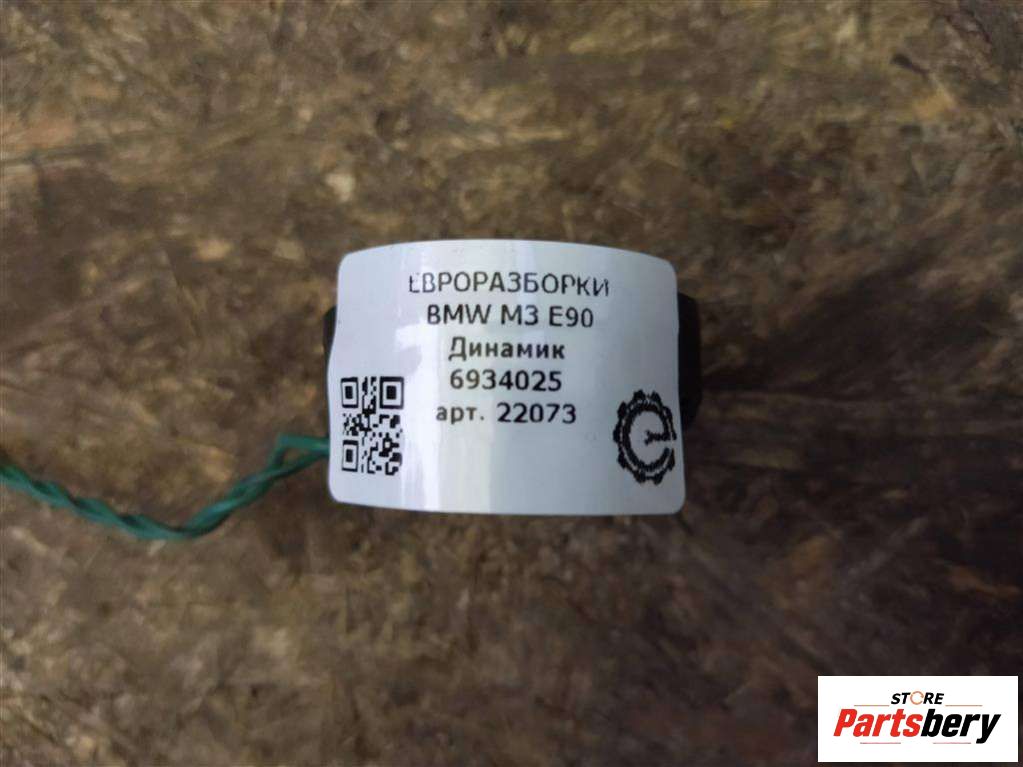 ЕВРОРАЗБОРКИ
BMW M3 E90
Динамик
6934025
арт. 22073
STORE
Partsbery